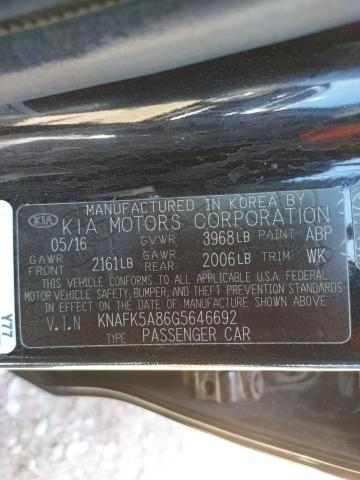 MANUFACTURED IN KOREA BY
KIA KIA MOTORS CORPORATION
05/16 GVWR 3968LB PAINT ABP
GAWR FRONT 2161LB GAWR REAR 2006LB TRIM WK
THIS VEHICLE CONFORMS TO ALL APPLICABLE U.S.A. FEDERAL
MOTOR VEHICLE SAFETY, BUMPER, AND THEFT PREVENTION STANDARDS
IN EFFECT ON THE DATE OF MANUFACTURE SHOWN ABOVE.
V.I.N KNAFK5A86G5646692
TYPE PASSENGER CAR
Y77